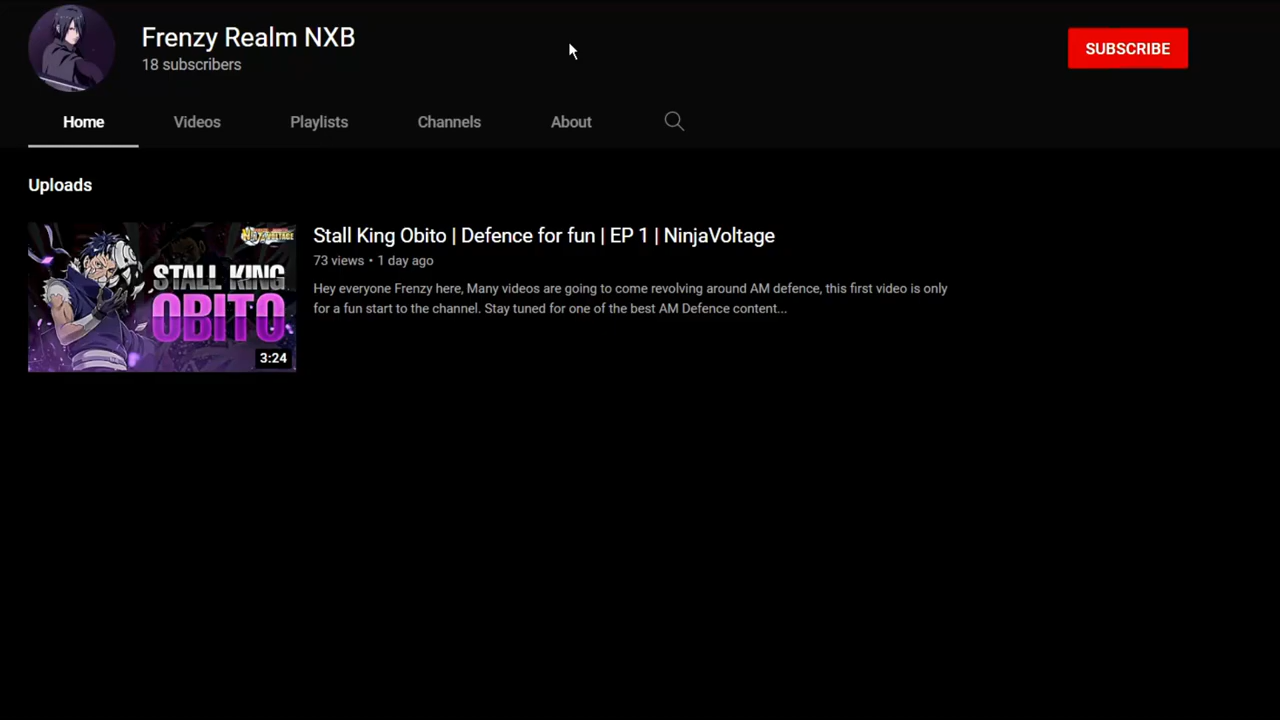 Frenzy Realm NXB
18 subscribers
SUBSCRIBE
Home
Videos
Playlists
Channels
About
Uploads
STALL KING
OBITO
3:24
Stall King Obito | Defence for fun | EP 1 | NinjaVoltage
73 views • 1 day ago
Hey everyone Frenzy here, Many videos are going to come revolving around AM defence, this first video is only
for a fun start to the channel. Stay tuned for one of the best AM Defence content...